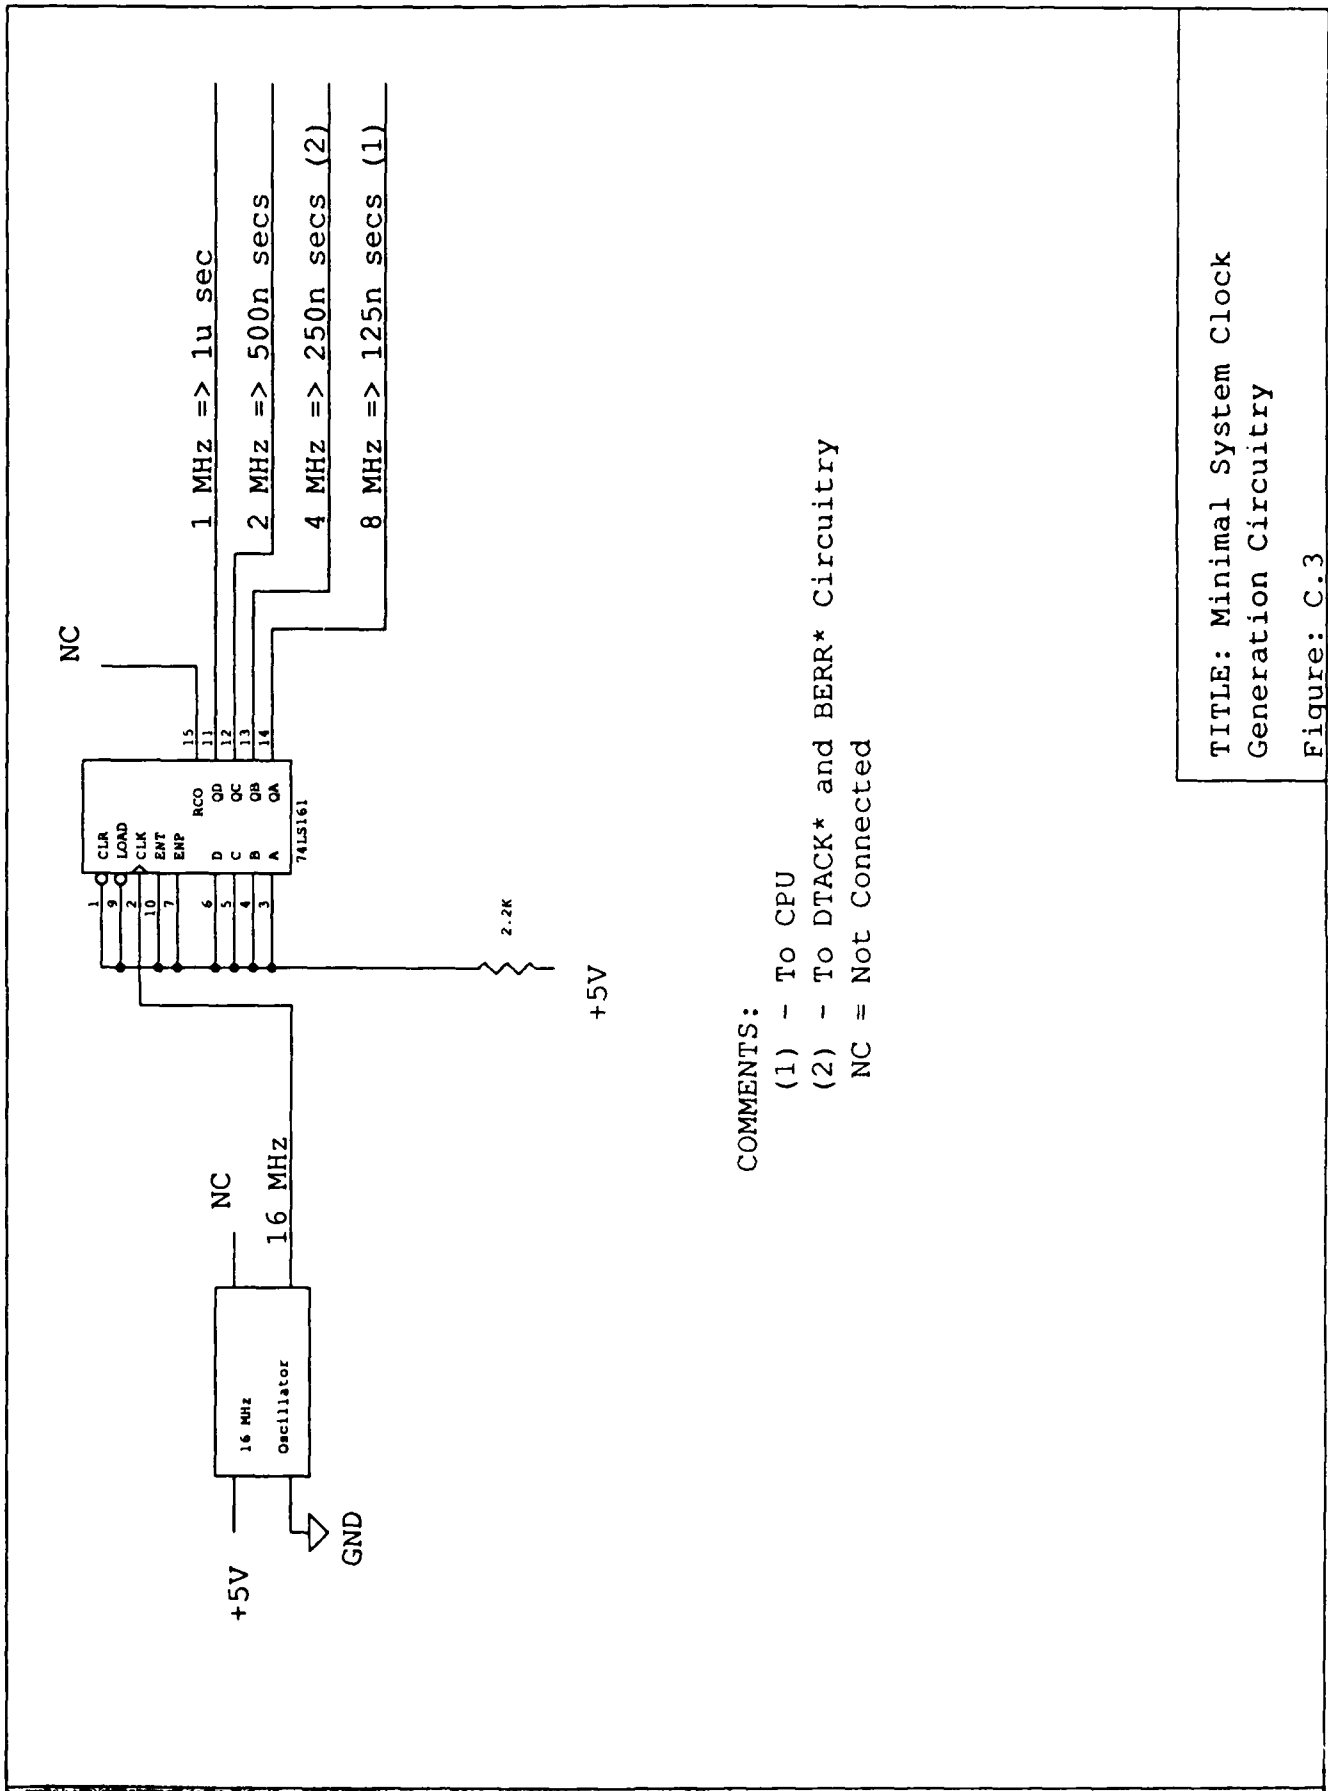 NC
1 MHz => 1u sec
2 MHz => 500n secs
4 MHz => 250n secs (2)
8 MHz => 125n secs (1)
1
9
2
10
7
6
5
4
3
CLR
LOAD
CLK
ENT
ENP
D
C
B
A
RCO
QD
QC
QB
QA
15
11
12
13
14
74LS161
2.2K
+5V
NC
16 MHz
16 MHz
Oscillator
+5V
GND
COMMENTS:
(1) - To CPU
(2) - To DTACK* and BERR* Circuitry
NC = Not Connected
TITLE: Minimal System Clock
Generation Circuitry
Figure: C.3